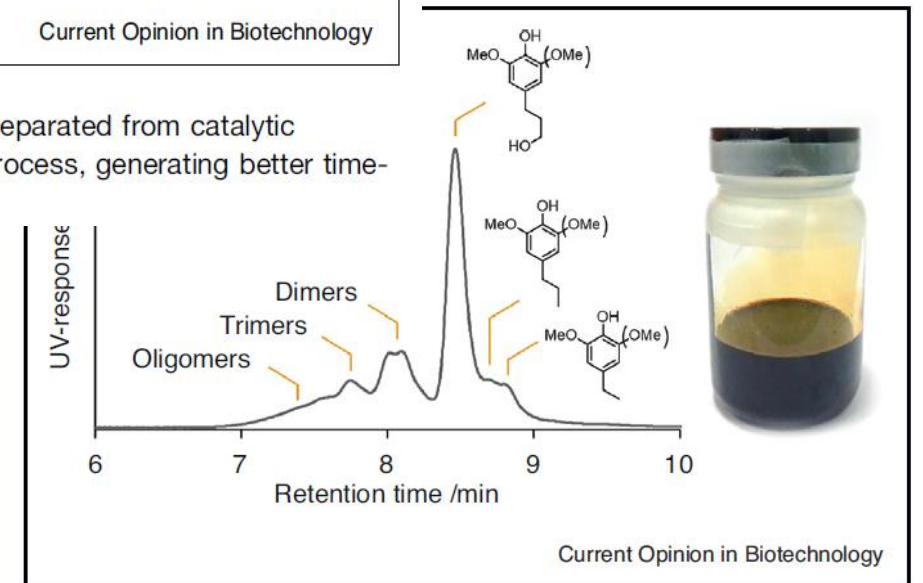 Current Opinion in Biotechnology
eparated from catalytic
rocess, generating better time-
OH
MeO
(OMe)
HO
OH
MeO
(OMe)
OH
MeO
(OMe)
Dimers
Trimers
Oligomers
UV-response
6 7 8 9 10
Retention time /min
Current Opinion in Biotechnology